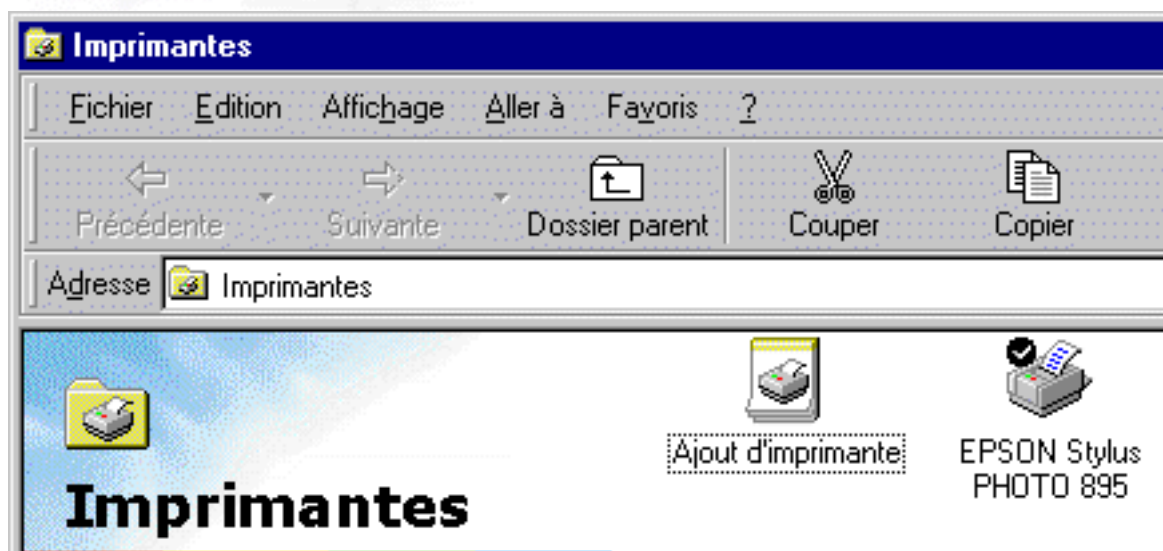 Imprimantes
Fichier Edition Affichage Aller à Favoris ?
Précédente Suivante Dossier parent Couper Copier
Adresse Imprimantes
Ajout d'imprimante EPSON Stylus
PHOTO 895
Imprimantes